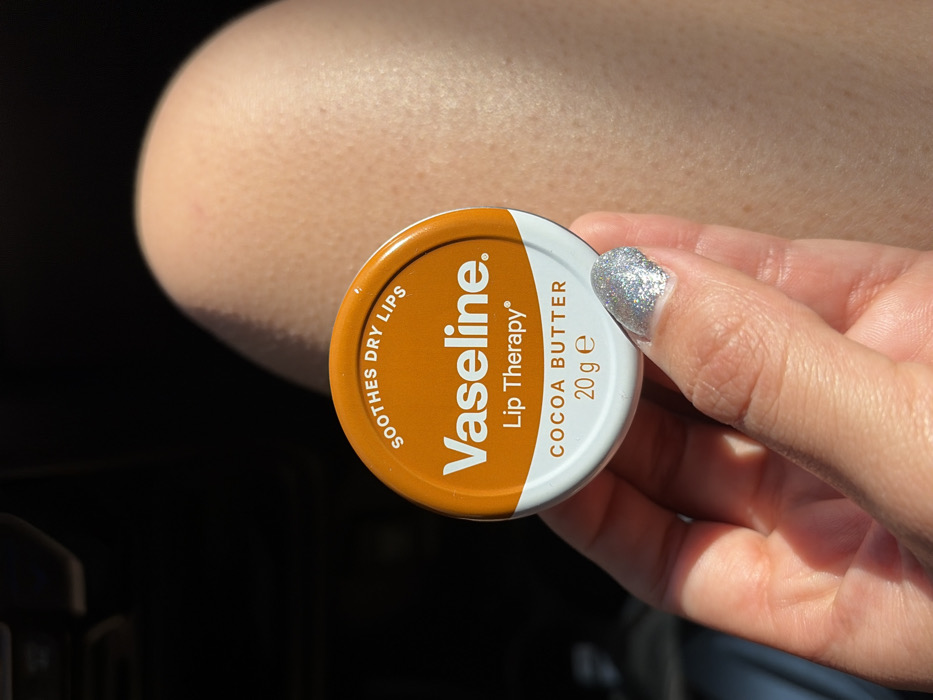 SOOTHES DRY LIPS
Vaseline®
Lip Therapy®
COCOA BUTTER
20 g ℮